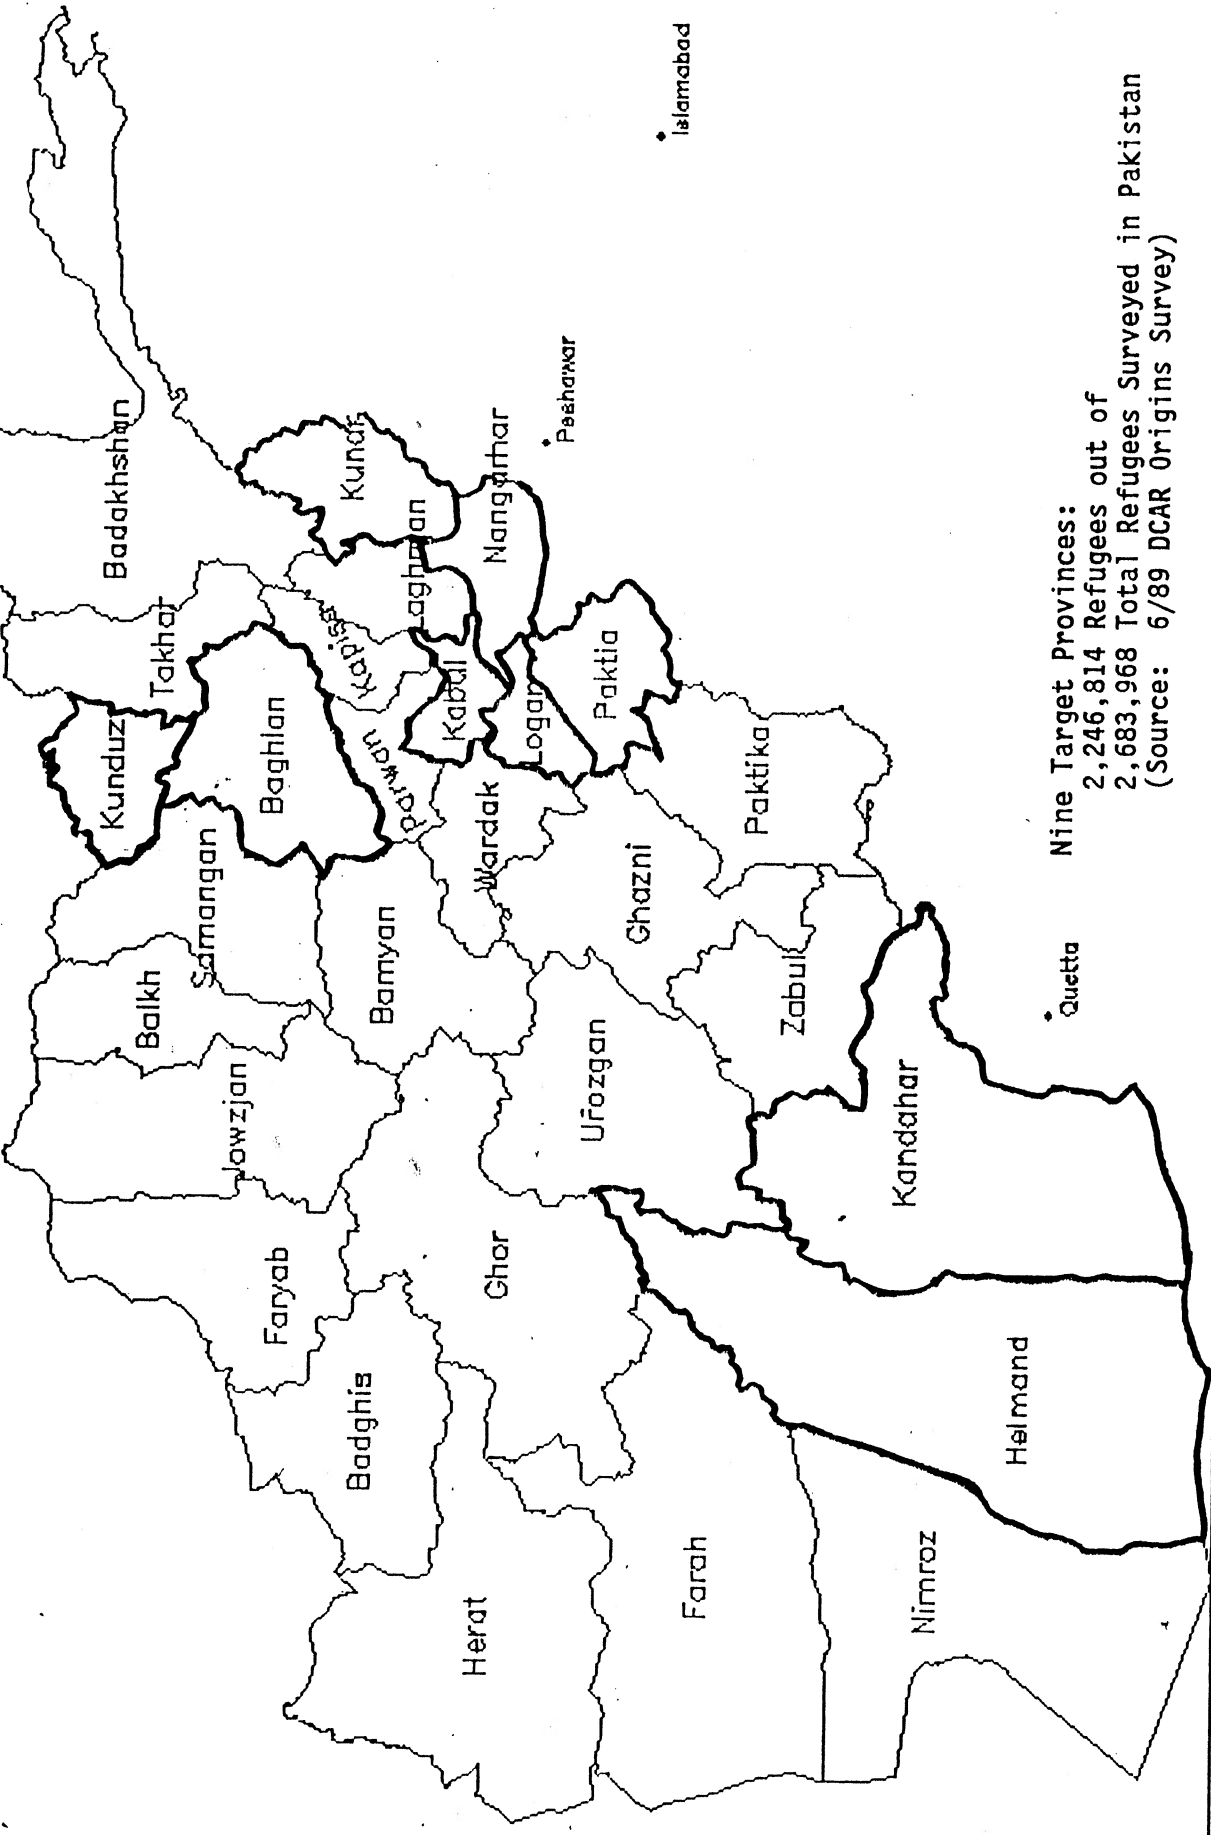 Badakhshan
Takhar
Kunduz
Baghlan
Samangan
Balkh
Jowzjan
Faryab
Badghis
Herat
Ghor
Bamyan
Parwan
Kapisa
Laghman
Kunar
Nangarhar
Kabul
Logar
Wardak
Paktia
Paktika
Ghazni
Urozgan
Zabul
Kandahar
Helmand
Farah
Nimroz
Islamabad
Peshawar
Quetta
Nine Target Provinces:
2,246,814 Refugees out of
2,683,968 Total Refugees Surveyed in Pakistan
(Source: 6/89 DCAR Origins Survey)